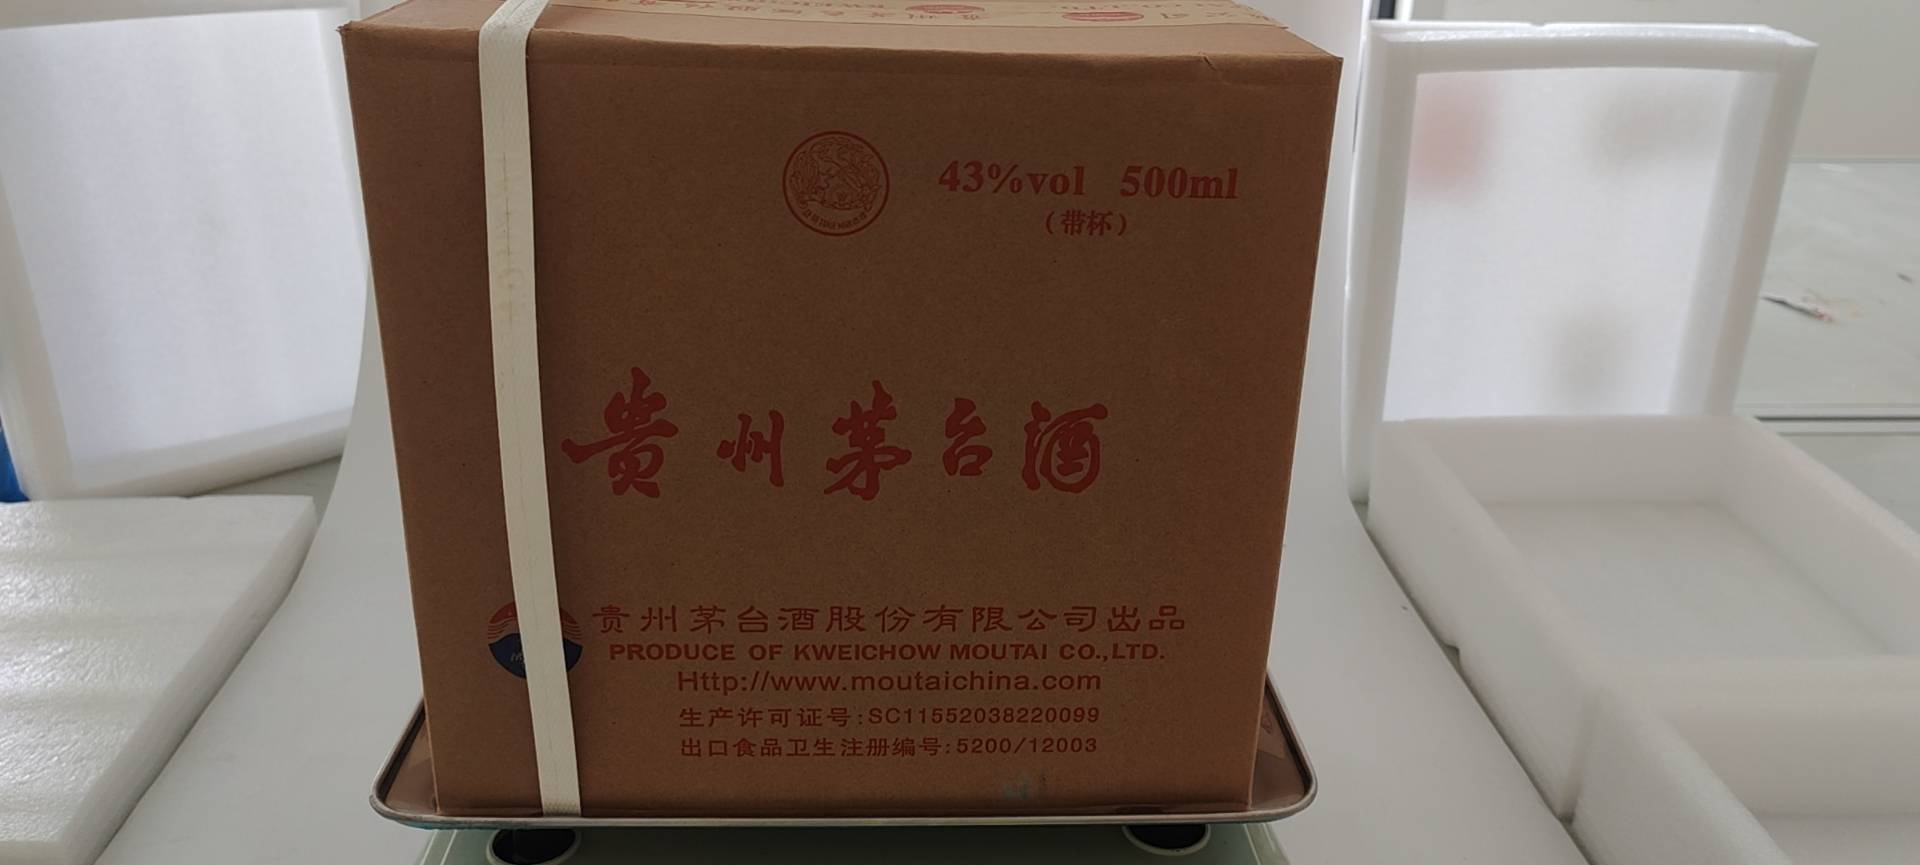 43%vol 500ml
（带杯）
贵州茅台酒
贵州茅台酒股份有限公司出品
PRODUCE OF KWEICHOW MOUTAI CO.,LTD.
Http://www.moutaichina.com
生产许可证号:SC11552038220099
出口食品卫生注册编号:5200/12003